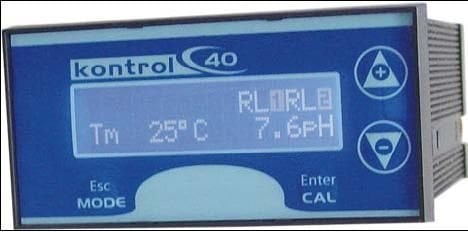 kontrol 40
RL1RL2
Tm 25°C 7.6pH
Esc Enter
MODE CAL